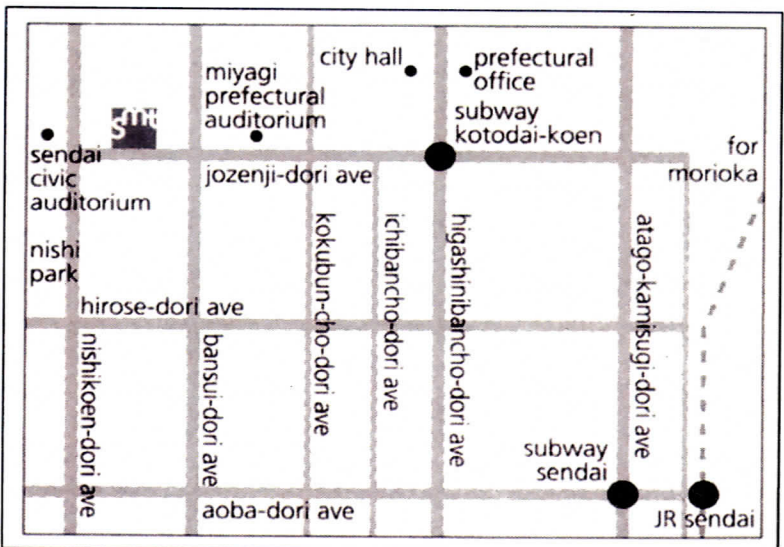 city hall
prefectural
office
miyagi
prefectural
auditorium
smt
subway
kotodai-koen
for
morioka
sendai
civic
auditorium
jozenji-dori ave
nishi
park
kokubun-cho-dori ave
ichibancho-dori ave
higashinibancho-dori ave
atago-kamisugi-dori ave
hirose-dori ave
nishikoen-dori ave
bansui-dori ave
subway
sendai
aoba-dori ave
JR sendai